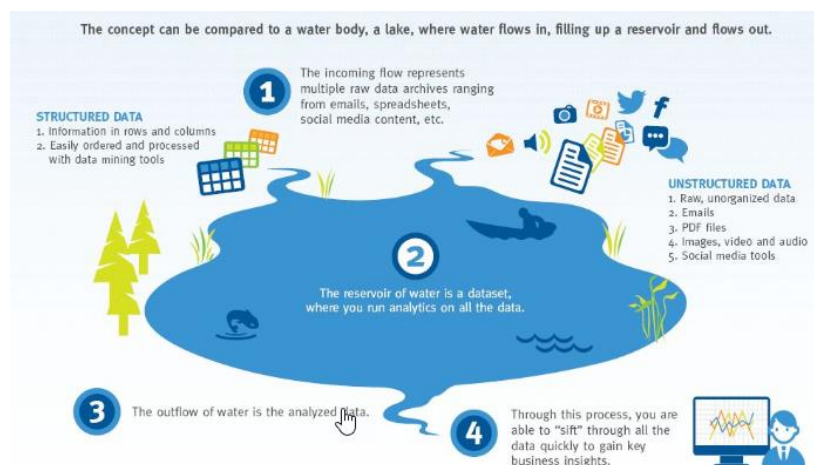 The concept can be compared to a water body, a lake, where water flows in, filling up a reservoir and flows out.
1
The incoming flow represents
multiple raw data archives ranging
from emails, spreadsheets,
social media content, etc.
STRUCTURED DATA
1. Information in rows and columns
2. Easily ordered and processed
with data mining tools
UNSTRUCTURED DATA
1. Raw, unorganized data
2. Emails
3. PDF files
4. Images, video and audio
5. Social media tools
2
The reservoir of water is a dataset,
where you run analytics on all the data.
3
The outflow of water is the analyzed data.
4
Through this process, you are
able to “sift” through all the
data quickly to gain key
business insights.